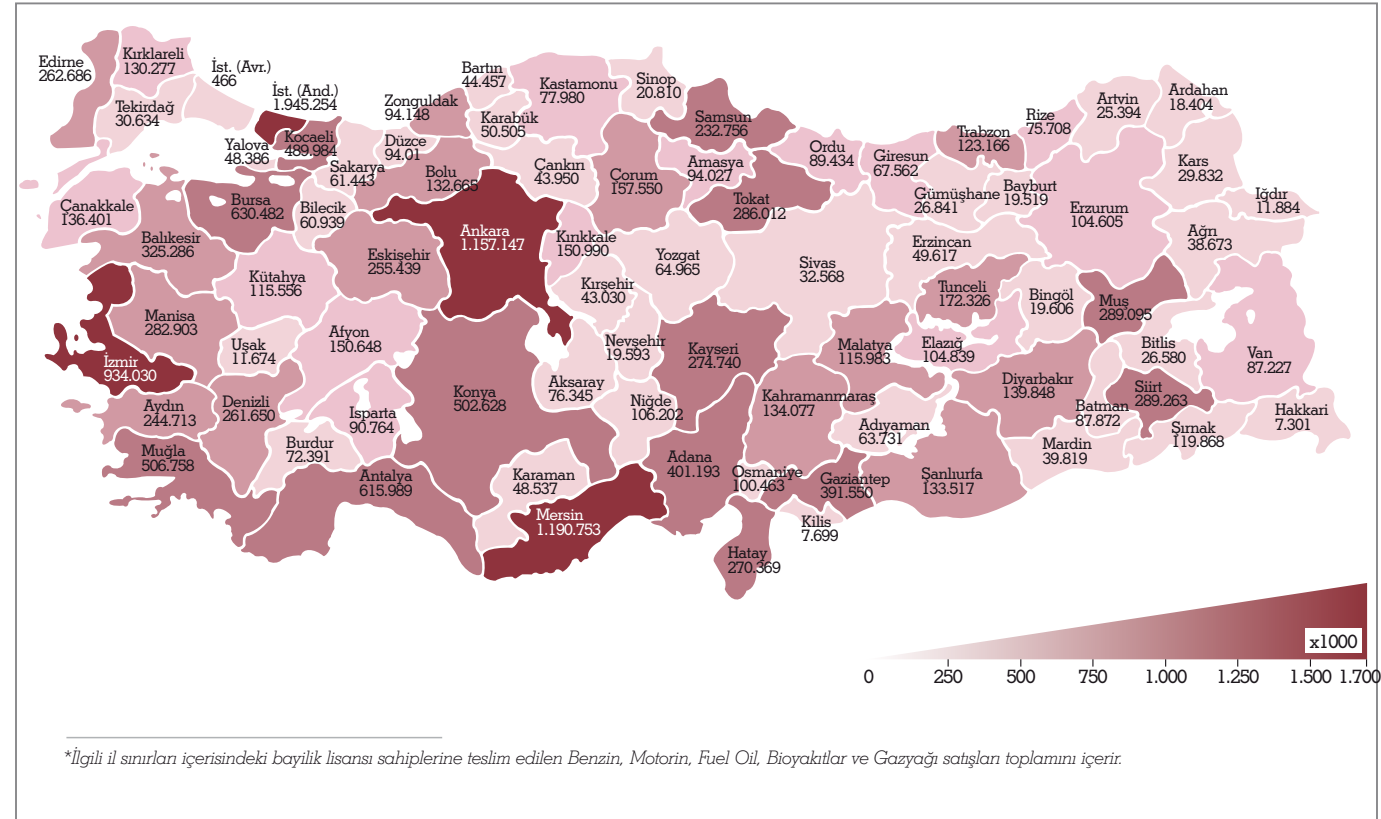 Edirne
262.686
Kırklareli
130.277
İst. (Avr.)
466
Tekirdağ
30.634
İst. (And.)
1.945.254
Kocaeli
489.984
Yalova
48.386
Sakarya
61.443
Düzce
94.01
Zonguldak
94.148
Bartın
44.457
Karabük
50.505
Kastamonu
77.980
Sinop
20.810
Samsun
232.756
Bolu
132.665
Çankırı
43.950
Çorum
157.550
Amasya
94.027
Tokat
286.012
Ordu
89.434
Giresun
67.562
Trabzon
123.166
Rize
75.708
Artvin
25.394
Ardahan
18.404
Kars
29.832
Iğdır
11.884
Gümüşhane
26.841
Bayburt
19.519
Erzurum
104.605
Ağrı
38.673
Çanakkale
136.401
Balıkesir
325.286
Bursa
630.482
Bilecik
60.939
Eskişehir
255.439
Kütahya
115.556
Ankara
1.157.147
Kırıkkale
150.990
Kırşehir
43.030
Yozgat
64.965
Sivas
32.568
Erzincan
49.617
Tunceli
172.326
Bingöl
19.606
Muş
289.095
Bitlis
26.580
Van
87.227
Manisa
282.903
Uşak
11.674
Afyon
150.648
İzmir
934.030
Aydın
244.713
Denizli
261.650
Isparta
90.764
Burdur
72.391
Muğla
506.758
Antalya
615.989
Konya
502.628
Aksaray
76.345
Nevşehir
19.593
Niğde
106.202
Kayseri
274.740
Malatya
115.983
Elazığ
104.839
Diyarbakır
139.848
Batman
87.872
Siirt
289.263
Şırnak
119.868
Hakkari
7.301
Mardin
39.819
Kahramanmaraş
134.077
Adıyaman
63.731
Şanlıurfa
133.517
Gaziantep
391.550
Kilis
7.699
Osmaniye
100.463
Adana
401.193
Hatay
270.369
Karaman
48.537
Mersin
1.190.753
x1000
0 250 500 750 1.000 1.250 1.500 1.700
*İlgili il sınırları içerisindeki bayilik lisansı sahiplerine teslim edilen Benzin, Motorin, Fuel Oil, Bioyakıtlar ve Gazyağı satışları toplamını içerir.